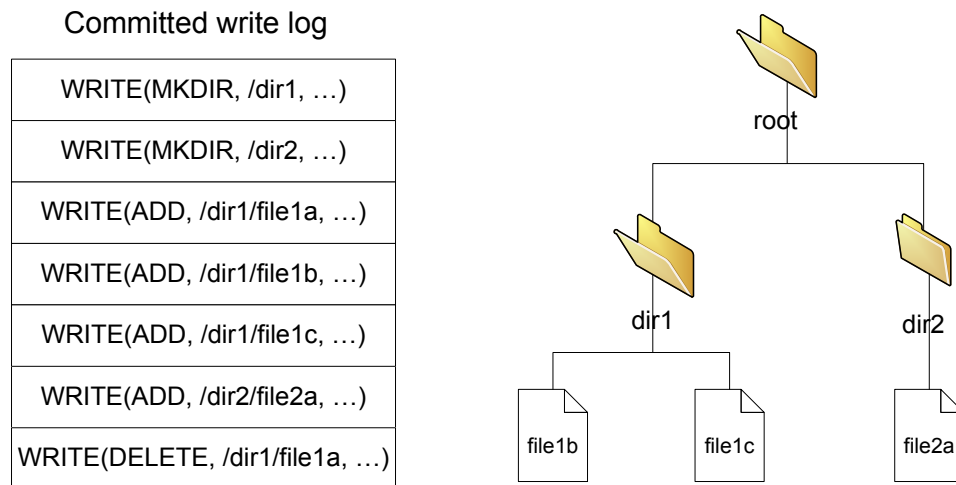 Committed write log
WRITE(MKDIR, /dir1, …)
WRITE(MKDIR, /dir2, …)
WRITE(ADD, /dir1/file1a, …)
WRITE(ADD, /dir1/file1b, …)
WRITE(ADD, /dir1/file1c, …)
WRITE(ADD, /dir2/file2a, …)
WRITE(DELETE, /dir1/file1a, …)
root
dir1
dir2
file1b
file1c
file2a